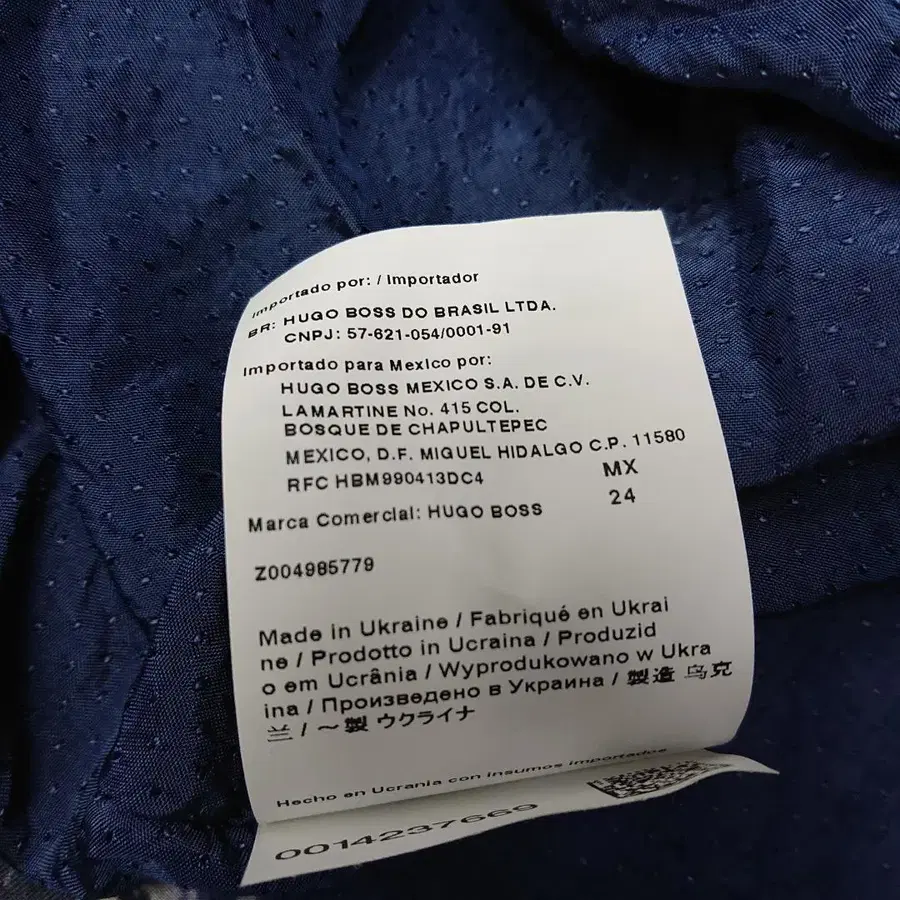 Importado por: / Importador
BR: HUGO BOSS DO BRASIL LTDA.
CNPJ: 57-621-054/0001-91
Importado para Mexico por:
HUGO BOSS MEXICO S.A. DE C.V.
LAMARTINE No. 415 COL.
BOSQUE DE CHAPULTEPEC
MEXICO, D.F. MIGUEL HIDALGO C.P. 11580
RFC HBM990413DC4 MX
Marca Comercial: HUGO BOSS 24
Z004985779
Made in Ukraine / Fabriqué en Ukrai
ne / Prodotto in Ucraina / Produzid
o em Ucrânia / Wyprodukowano w Ukra
ina / Произведено в Украина / 製造 乌克
兰 / ～製 ウクライナ
Hecho en Ucrania con insumos importados
0014237669